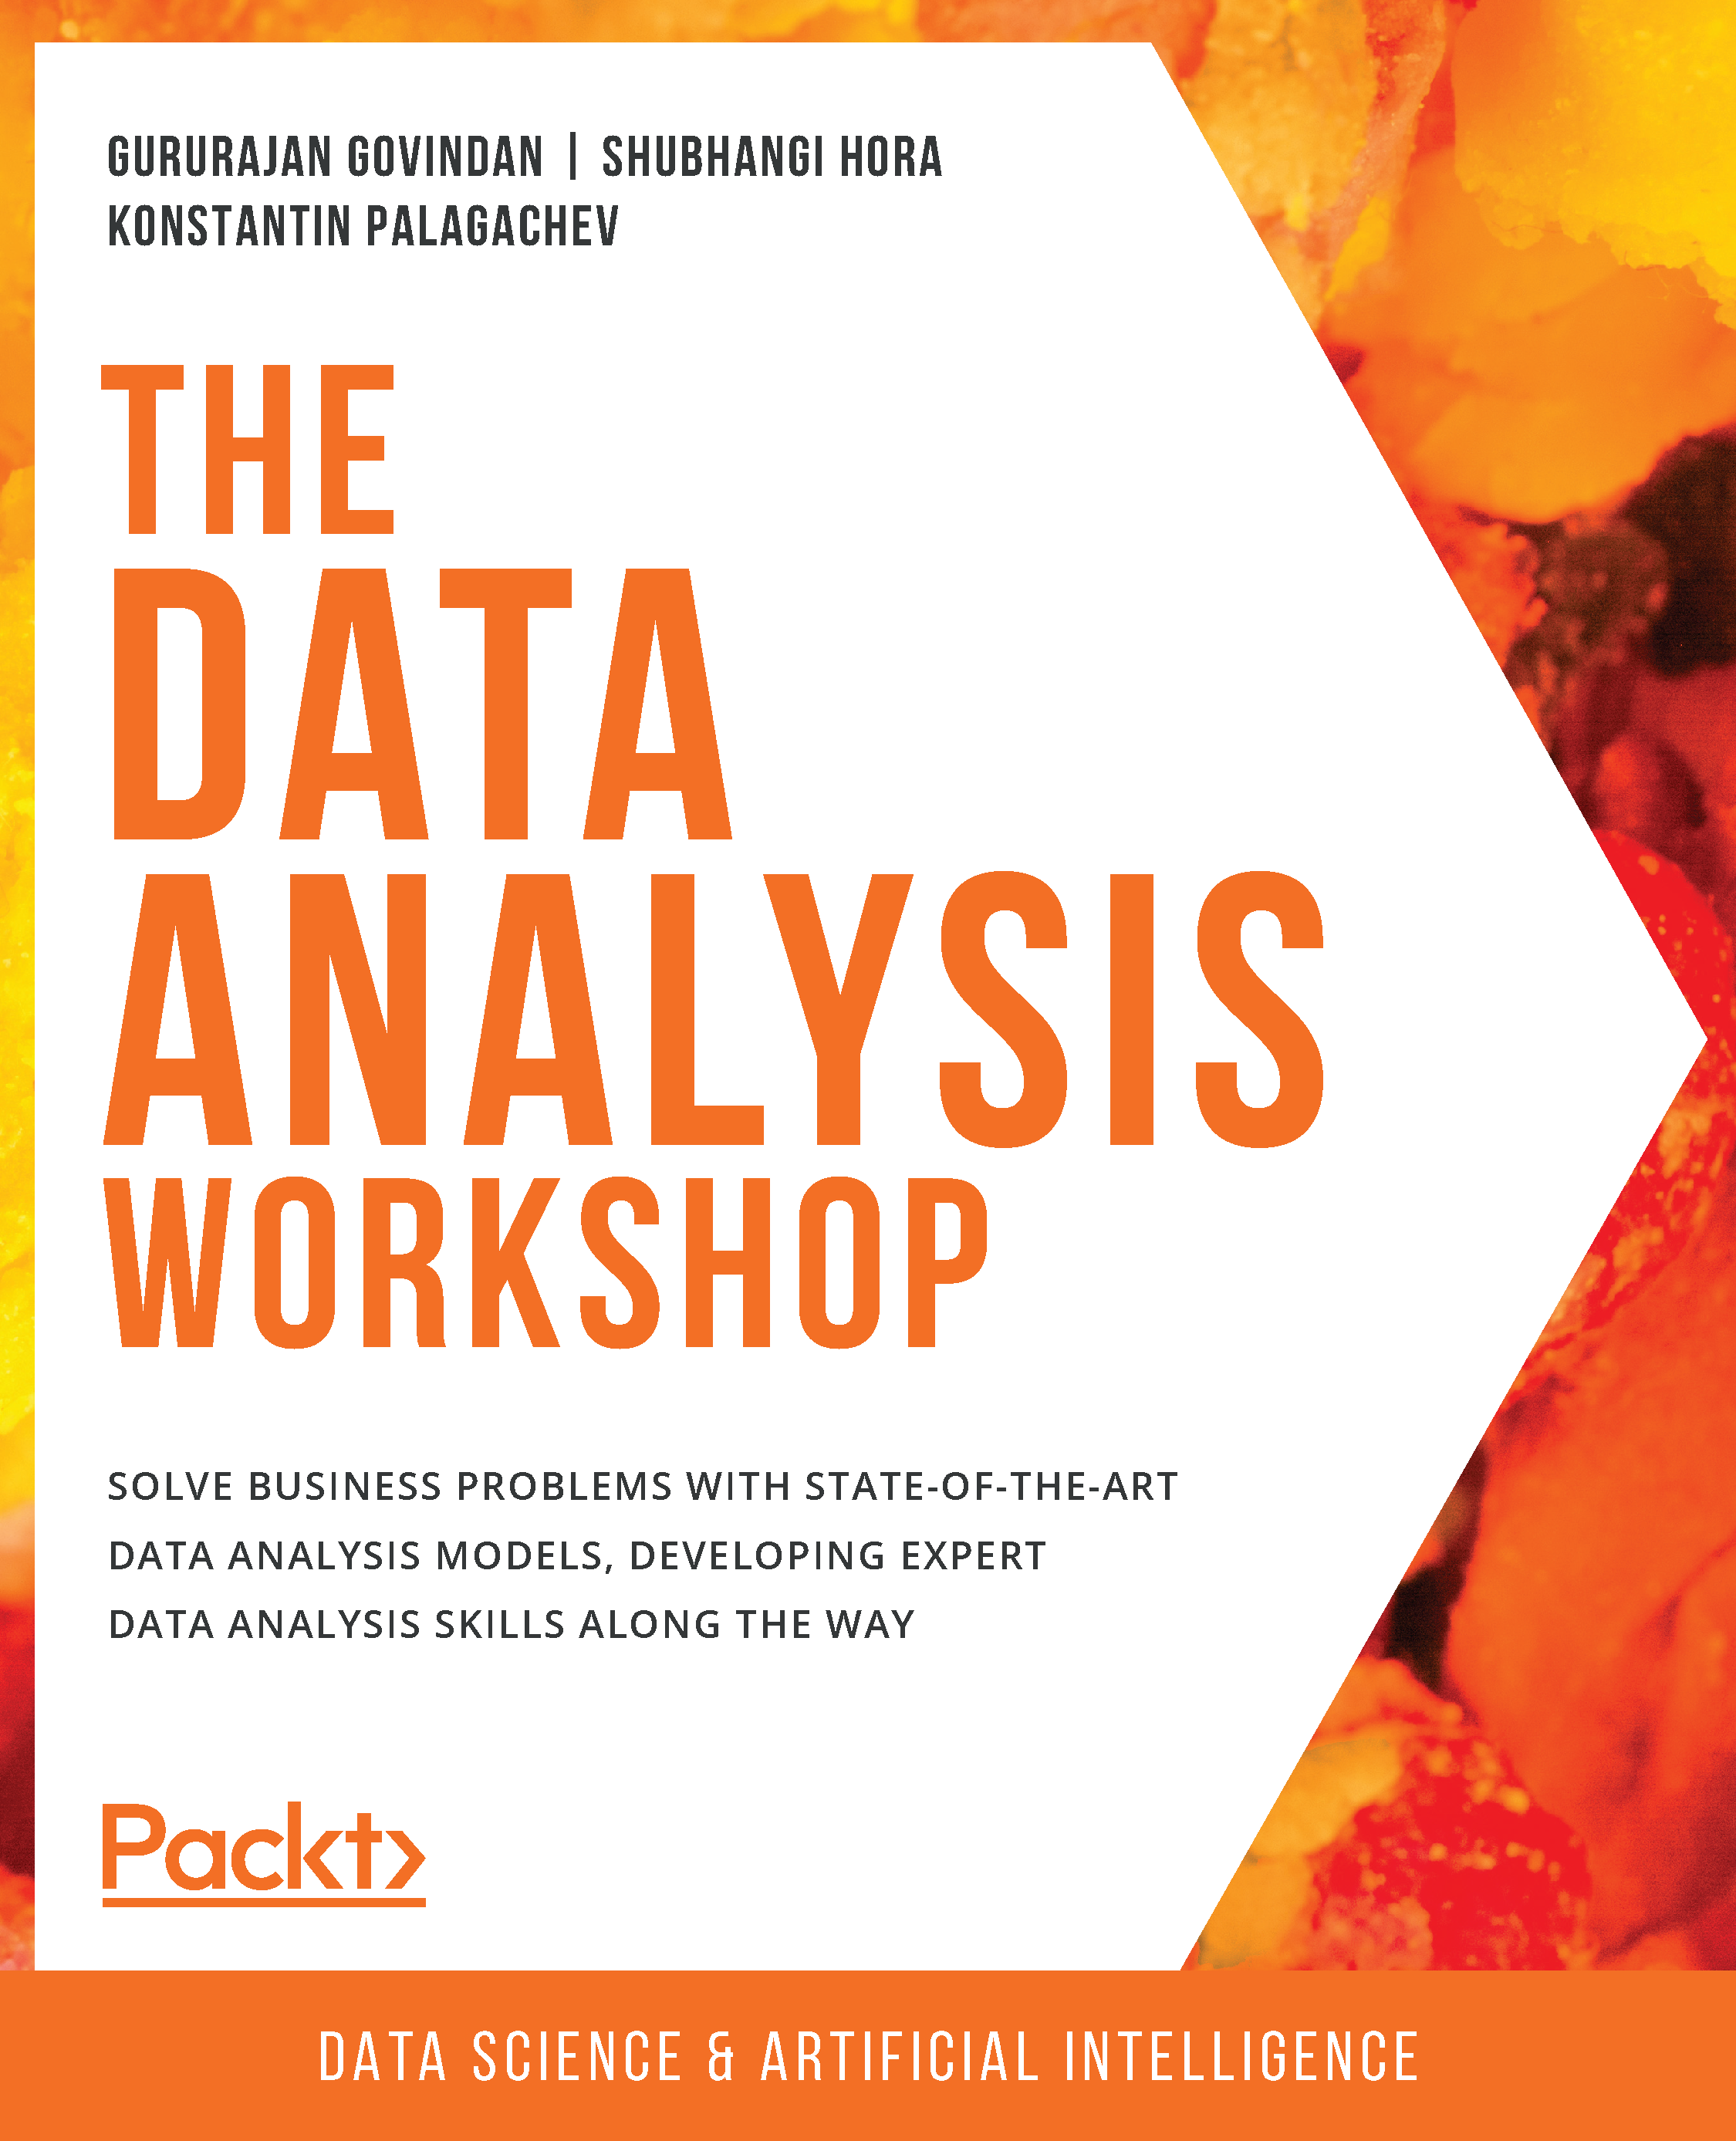 GURURAJAN GOVINDAN | SHUBHANGI HORA
KONSTANTIN PALAGACHEV
THE
DATA
ANALYSIS
WORKSHOP
SOLVE BUSINESS PROBLEMS WITH STATE-OF-THE-ART
DATA ANALYSIS MODELS, DEVELOPING EXPERT
DATA ANALYSIS SKILLS ALONG THE WAY
Packt
DATA SCIENCE & ARTIFICIAL INTELLIGENCE